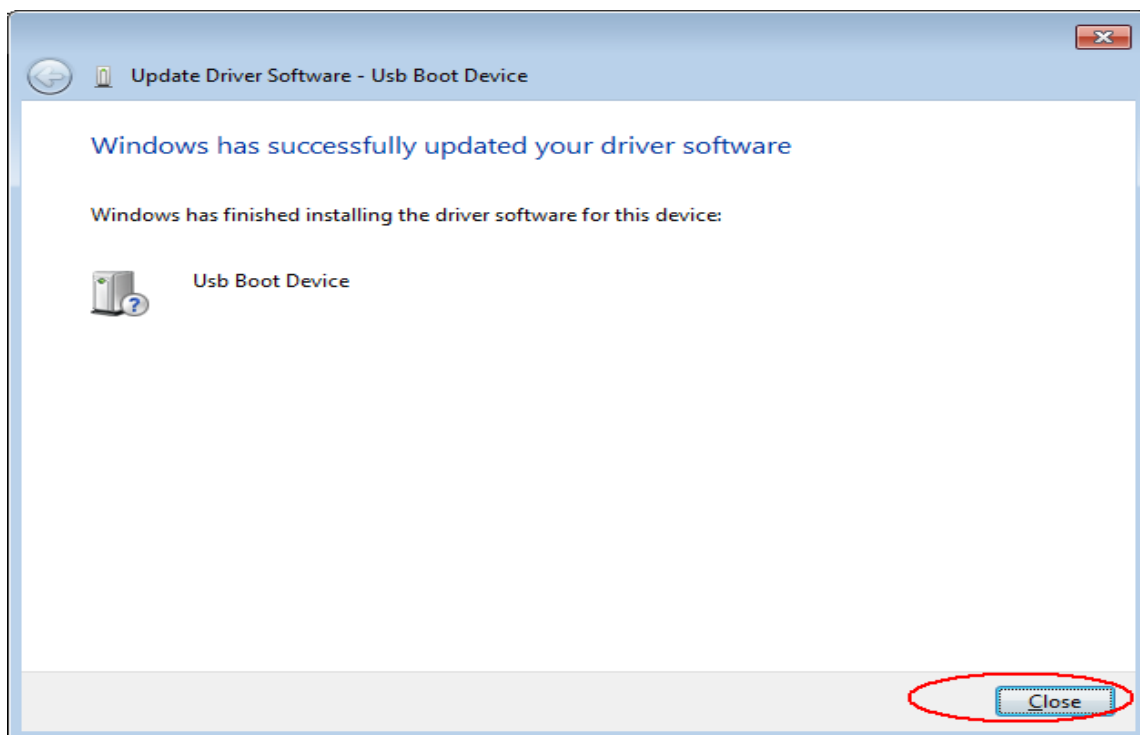 Update Driver Software - Usb Boot Device
Windows has successfully updated your driver software
Windows has finished installing the driver software for this device:
Usb Boot Device
?
Close